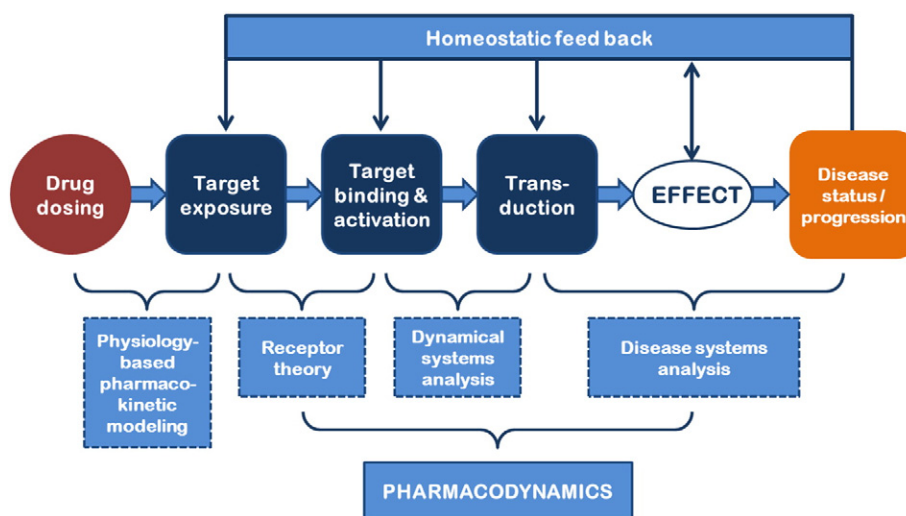 Homeostatic feed back
Drug
dosing
Target
exposure
Target
binding &
activation
Trans-
duction
EFFECT
Disease
status/
progression
Physiology-
based
pharmaco-
kinetic
modeling
Receptor
theory
Dynamical
systems
analysis
Disease systems
analysis
PHARMACODYNAMICS